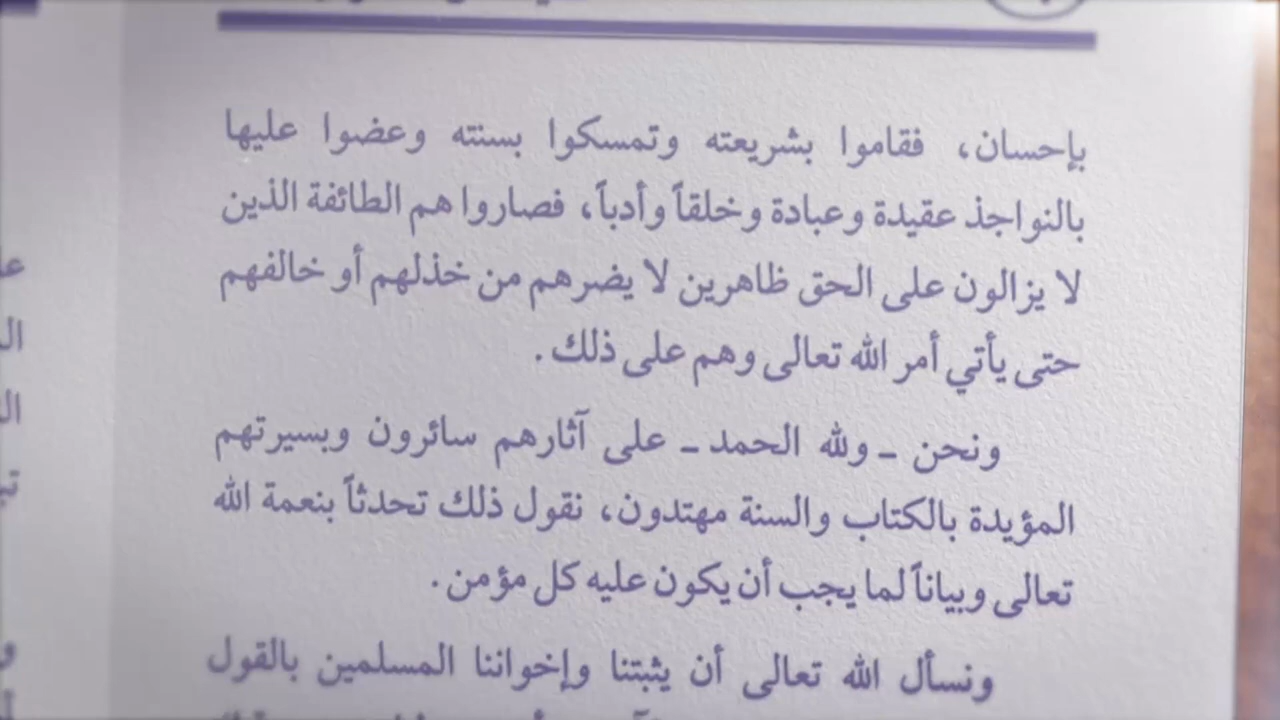 بإحسان، فقاموا بشريعته وتمسكوا بسنته وعضوا عليها
بالنواجذ عقيدة وعبادة وخلقاً وأدباً، فصاروا هم الطائفة الذين
لا يزالون على الحق ظاهرين لا يضرهم من خذلهم أو خالفهم
حتى يأتي أمر الله تعالى وهم على ذلك.
ونحن ـ ولله الحمد ـ على آثارهم سائرون وبسيرتهم
المؤيدة بالكتاب والسنة مهتدون، نقول ذلك تحدثاً بنعمة الله
تعالى وبياناً لما يجب أن يكون عليه كل مؤمن.
ونسأل الله تعالى أن يثبتنا وإخواننا المسلمين بالقول